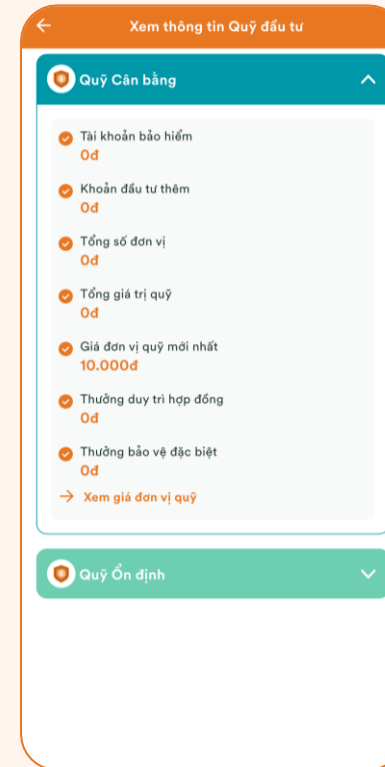 Xem thông tin Quỹ đầu tư
Quỹ Cân bằng
Tài khoản bảo hiểm
0đ
Khoản đầu tư thêm
0đ
Tổng số đơn vị
0đ
Tổng giá trị quỹ
0đ
Giá đơn vị quỹ mới nhất
10.000đ
Thưởng duy trì hợp đồng
0đ
Thưởng bảo vệ đặc biệt
0đ
Xem giá đơn vị quỹ
Quỹ Ổn định